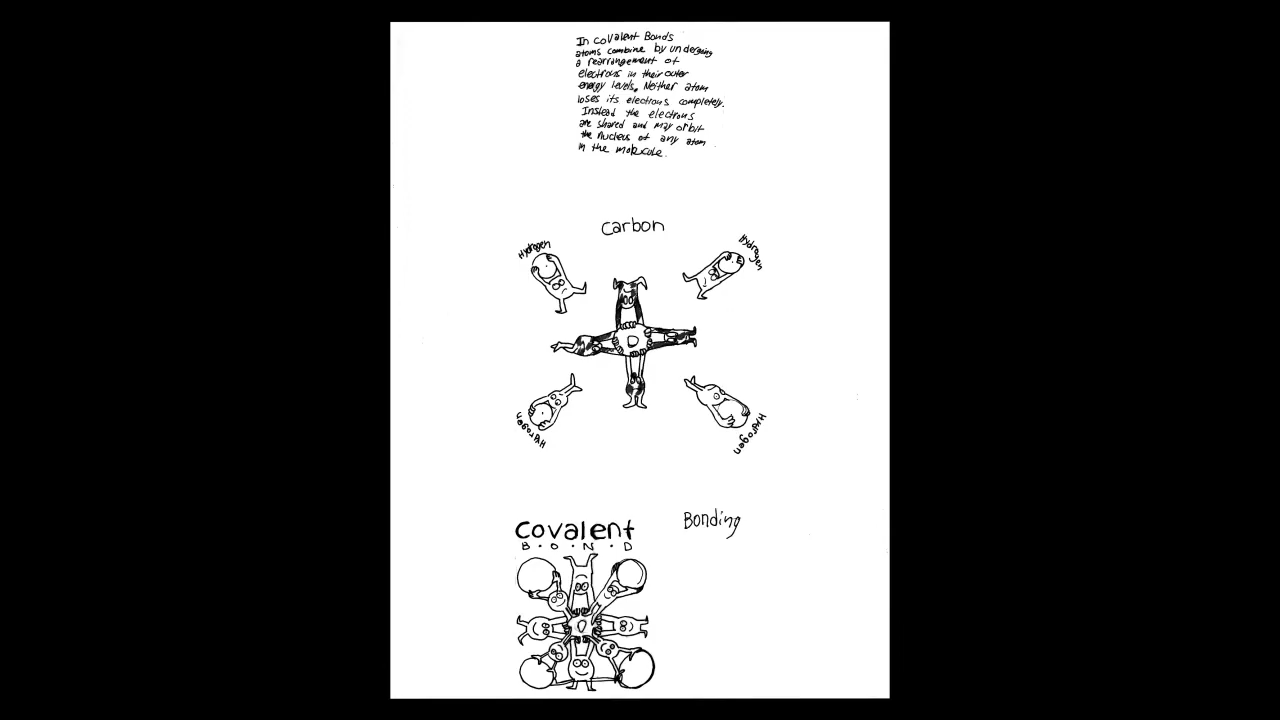 In Covalent Bonds
atoms combine by undergoing
a rearrangement of
electrons in their outer
energy levels. Neither atom
loses its electrons completely.
Instead the electrons
are shared and may orbit
the nucleus of any atom
in the molecule.
Carbon
Hydrogen
Hydrogen
Hydrogen
Hydrogen
Covalent
B·O·N·D
Bonding